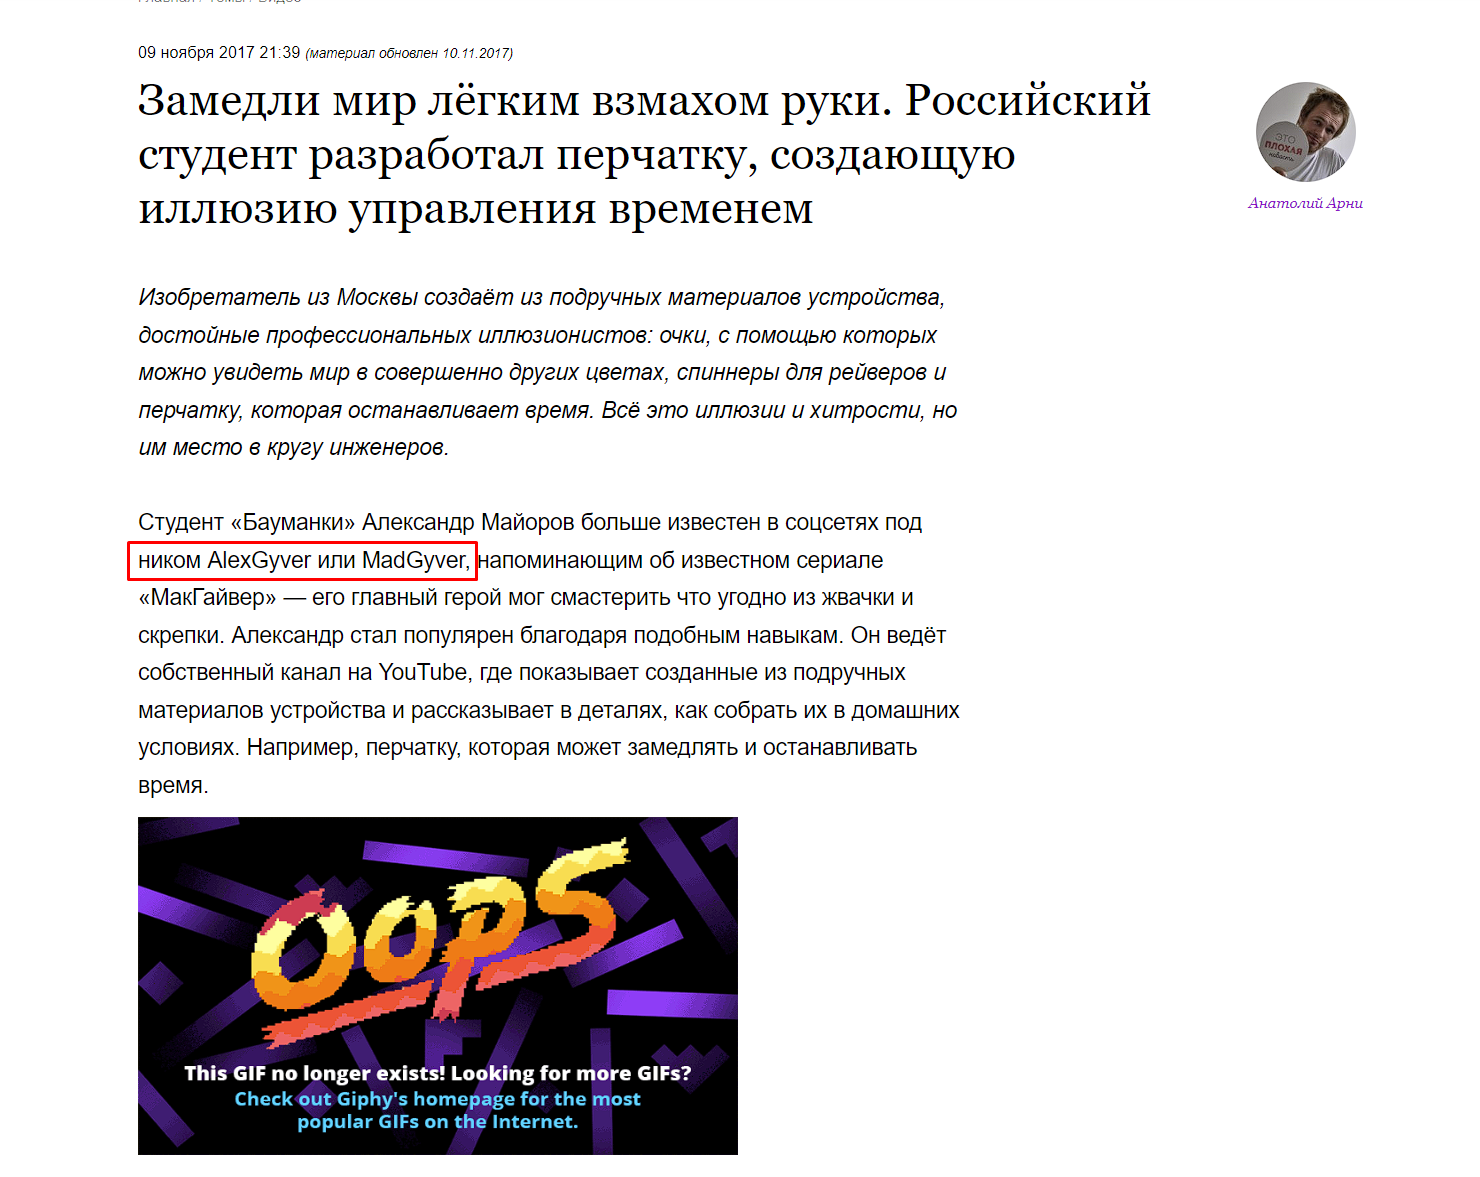 Главная / Темы / Видео
09 ноября 2017 21:39 (материал обновлен 10.11.2017)
Замедли мир лёгким взмахом руки. Российский
студент разработал перчатку, создающую
иллюзию управления временем
ЭТО
ПЛОХАЯ
новость
Анатолий Арни
Изобретатель из Москвы создаёт из подручных материалов устройства,
достойные профессиональных иллюзионистов: очки, с помощью которых
можно увидеть мир в совершенно других цветах, спиннеры для рейверов и
перчатку, которая останавливает время. Всё это иллюзии и хитрости, но
им место в кругу инженеров.
Студент «Бауманки» Александр Майоров больше известен в соцсетях под
ником AlexGyver или MadGyver, напоминающим об известном сериале
«МакГайвер» — его главный герой мог смастерить что угодно из жвачки и
скрепки. Александр стал популярен благодаря подобным навыкам. Он ведёт
собственный канал на YouTube, где показывает созданные из подручных
материалов устройства и рассказывает в деталях, как собрать их в домашних
условиях. Например, перчатку, которая может замедлять и останавливать
время.
OOPS
This GIF no longer exists! Looking for more GIFs?
Check out Giphy's homepage for the most
popular GIFs on the Internet.